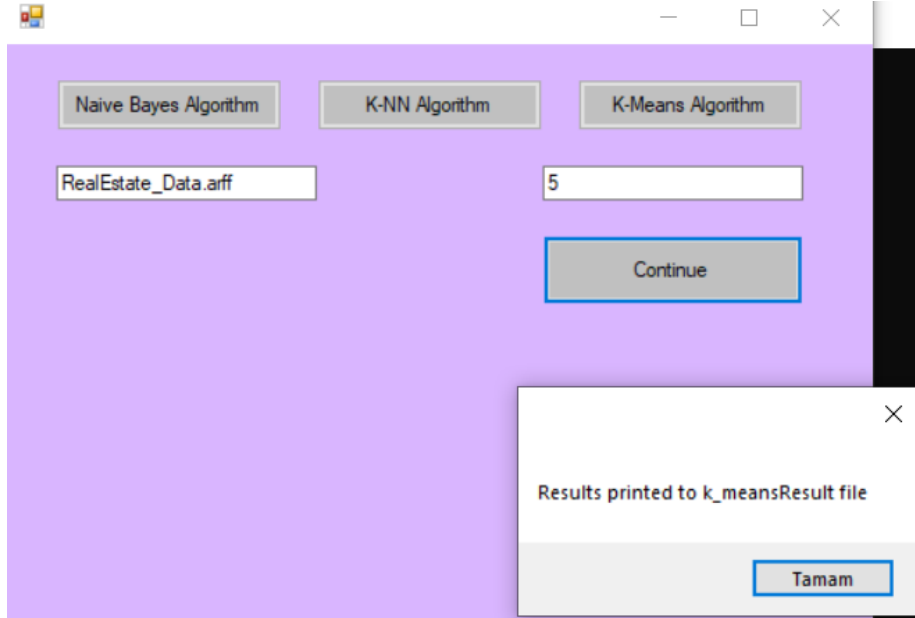 Naive Bayes Algorithm
K-NN Algorithm
K-Means Algorithm
RealEstate_Data.arff
5
Continue
Results printed to k_meansResult file
Tamam